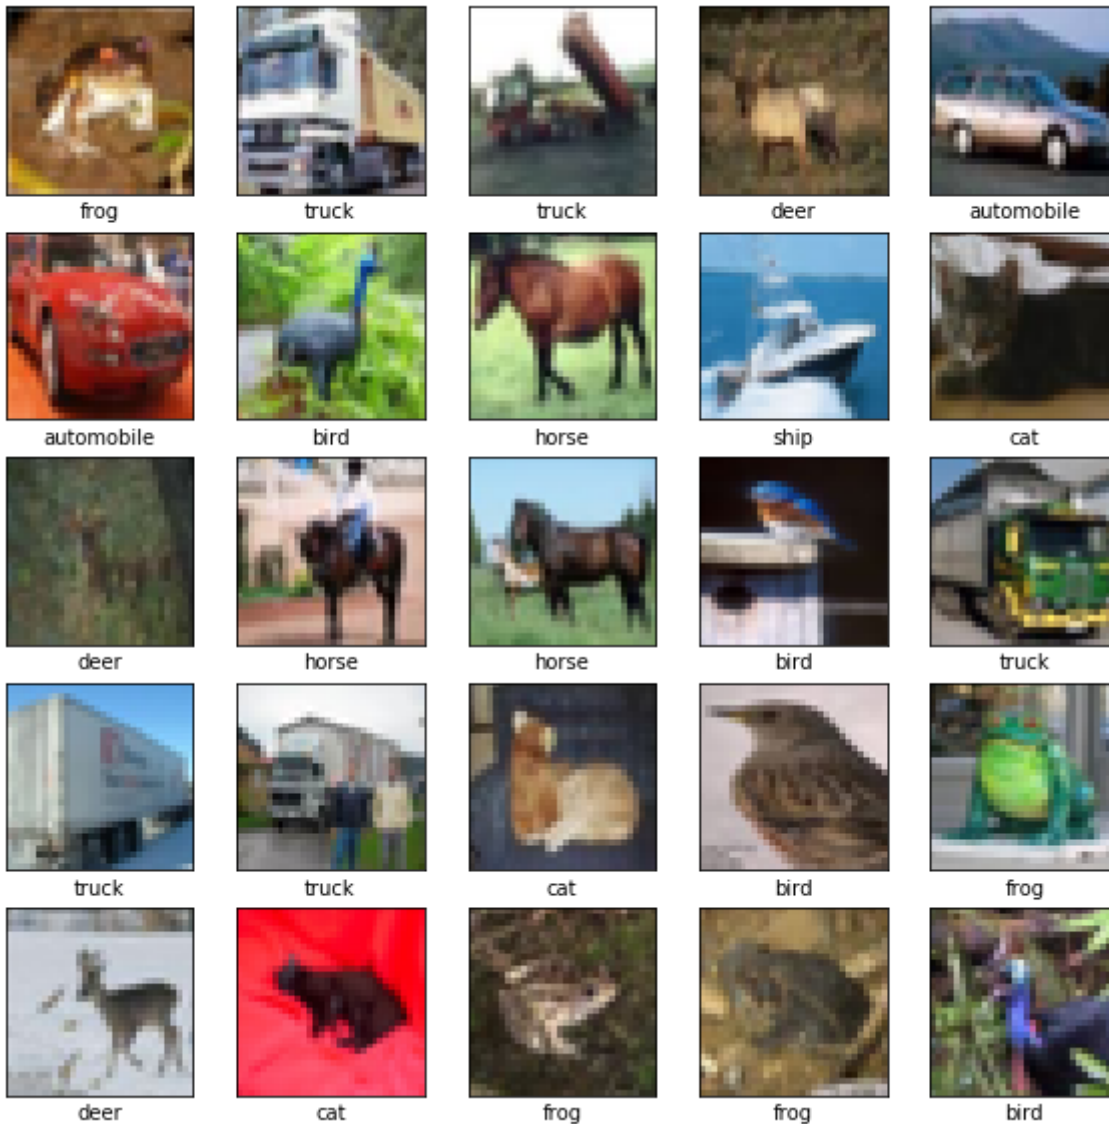 frog truck truck deer automobile
automobile bird horse ship cat
deer horse horse bird truck
truck truck cat bird frog
deer cat frog frog bird